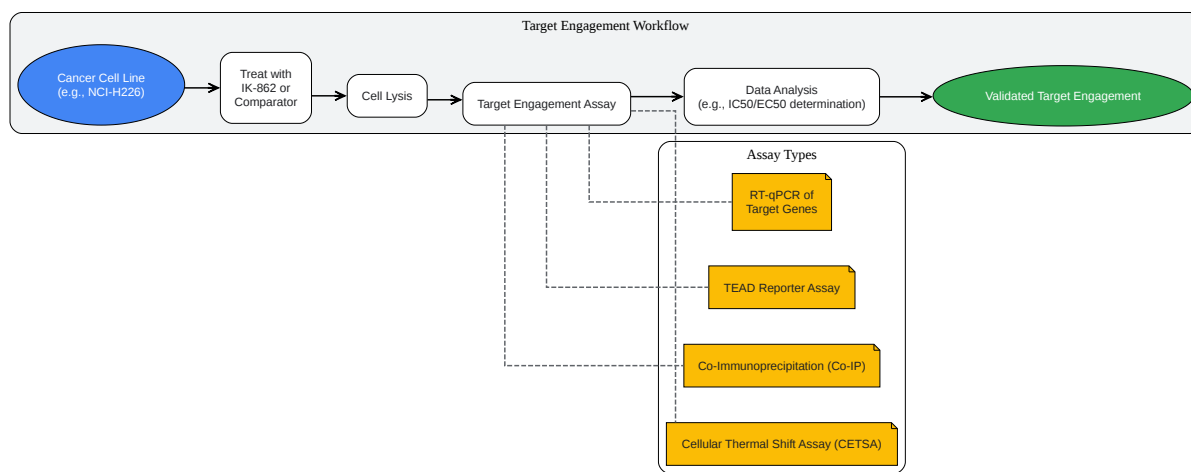 Target Engagement Workflow
Cancer Cell Line
(e.g., NCI-H226)
Treat with
IK-862 or
Comparator
Cell Lysis
Target Engagement Assay
Data Analysis
(e.g., IC50/EC50 determination)
Validated Target Engagement
Assay Types
RT-qPCR of
Target Genes
TEAD Reporter Assay
Co-Immunoprecipitation (Co-IP)
Cellular Thermal Shift Assay (CETSA)